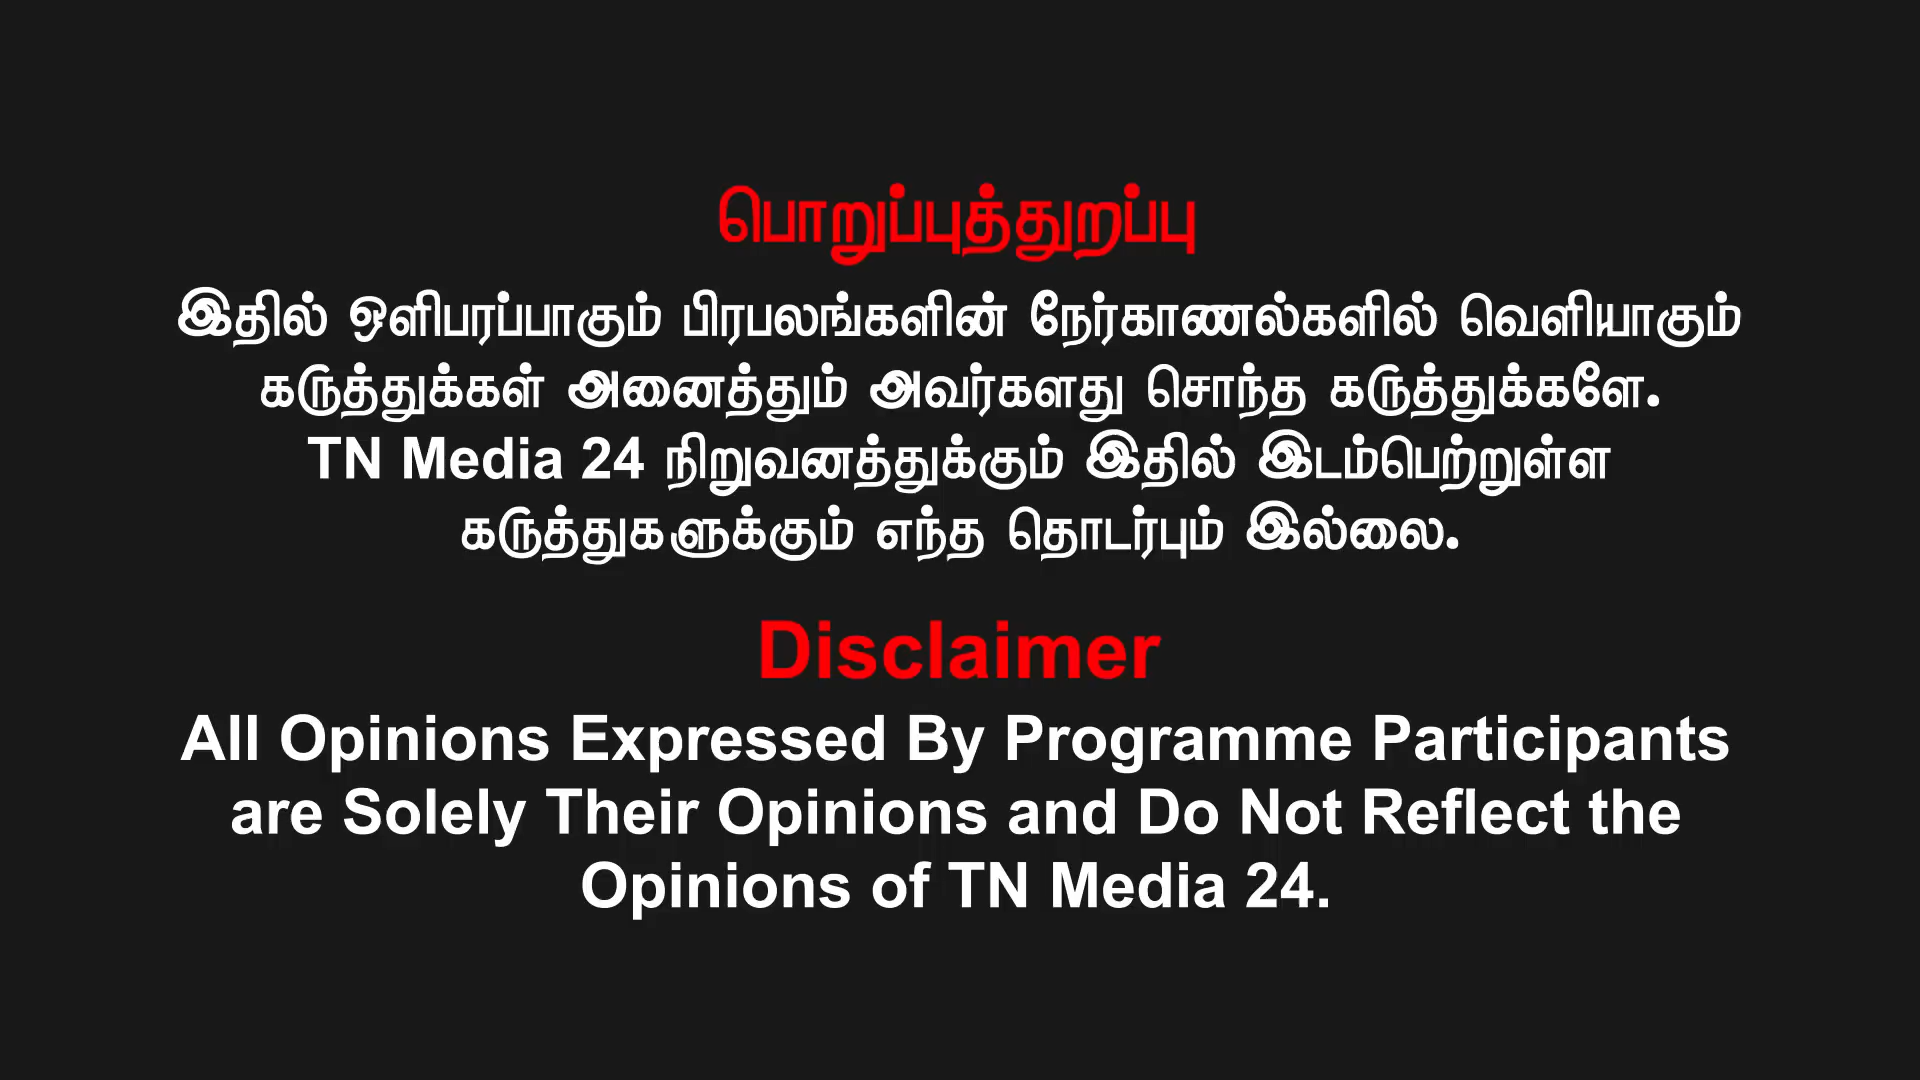 பொறுப்புத்துறப்பு
இதில் ஒளிபரப்பாகும் பிரபலங்களின் நேர்காணல்களில் வெளியாகும்
கருத்துக்கள் அனைத்தும் அவர்களது சொந்த கருத்துக்களே.
TN Media 24 நிறுவனத்துக்கும் இதில் இடம்பெற்றுள்ள
கருத்துகளுக்கும் எந்த தொடர்பும் இல்லை.
Disclaimer
All Opinions Expressed By Programme Participants
are Solely Their Opinions and Do Not Reflect the
Opinions of TN Media 24.